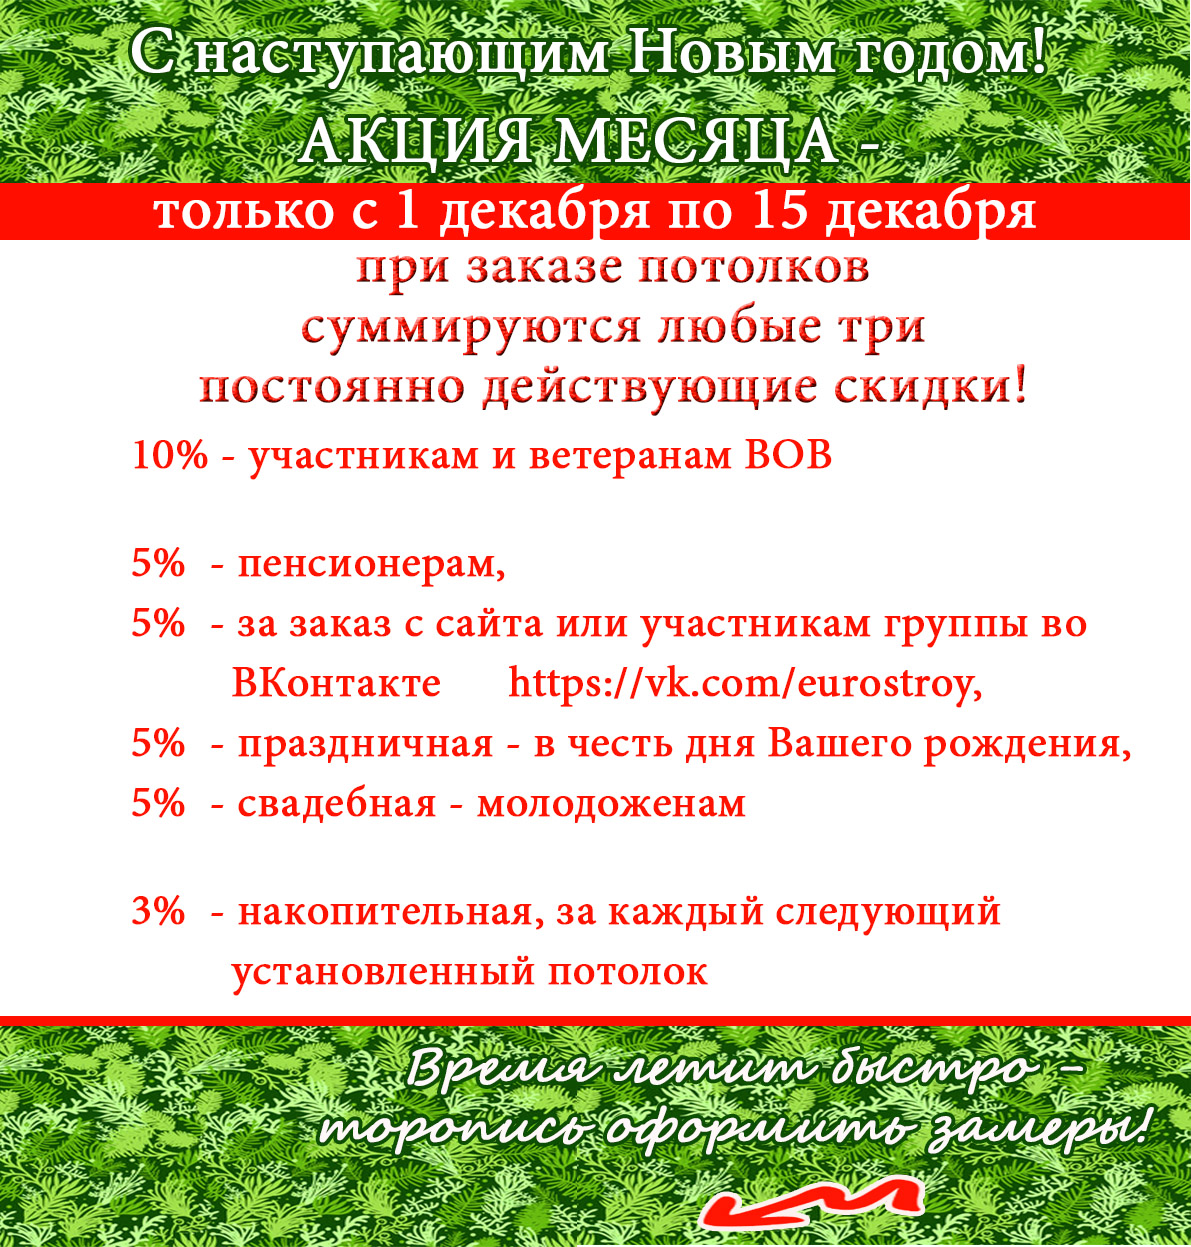 С наступающим Новым годом!
АКЦИЯ МЕСЯЦА -
только с 1 декабря по 15 декабря
при заказе потолков
суммируются любые три
постоянно действующие скидки!
10% - участникам и ветеранам ВОВ
5% - пенсионерам,
5% - за заказ с сайта или участникам группы во
ВКонтакте https://vk.com/eurostroy,
5% - праздничная - в честь дня Вашего рождения,
5% - свадебная - молодоженам
3% - накопительная, за каждый следующий
установленный потолок
Время летит быстро -
торопись оформить замеры!